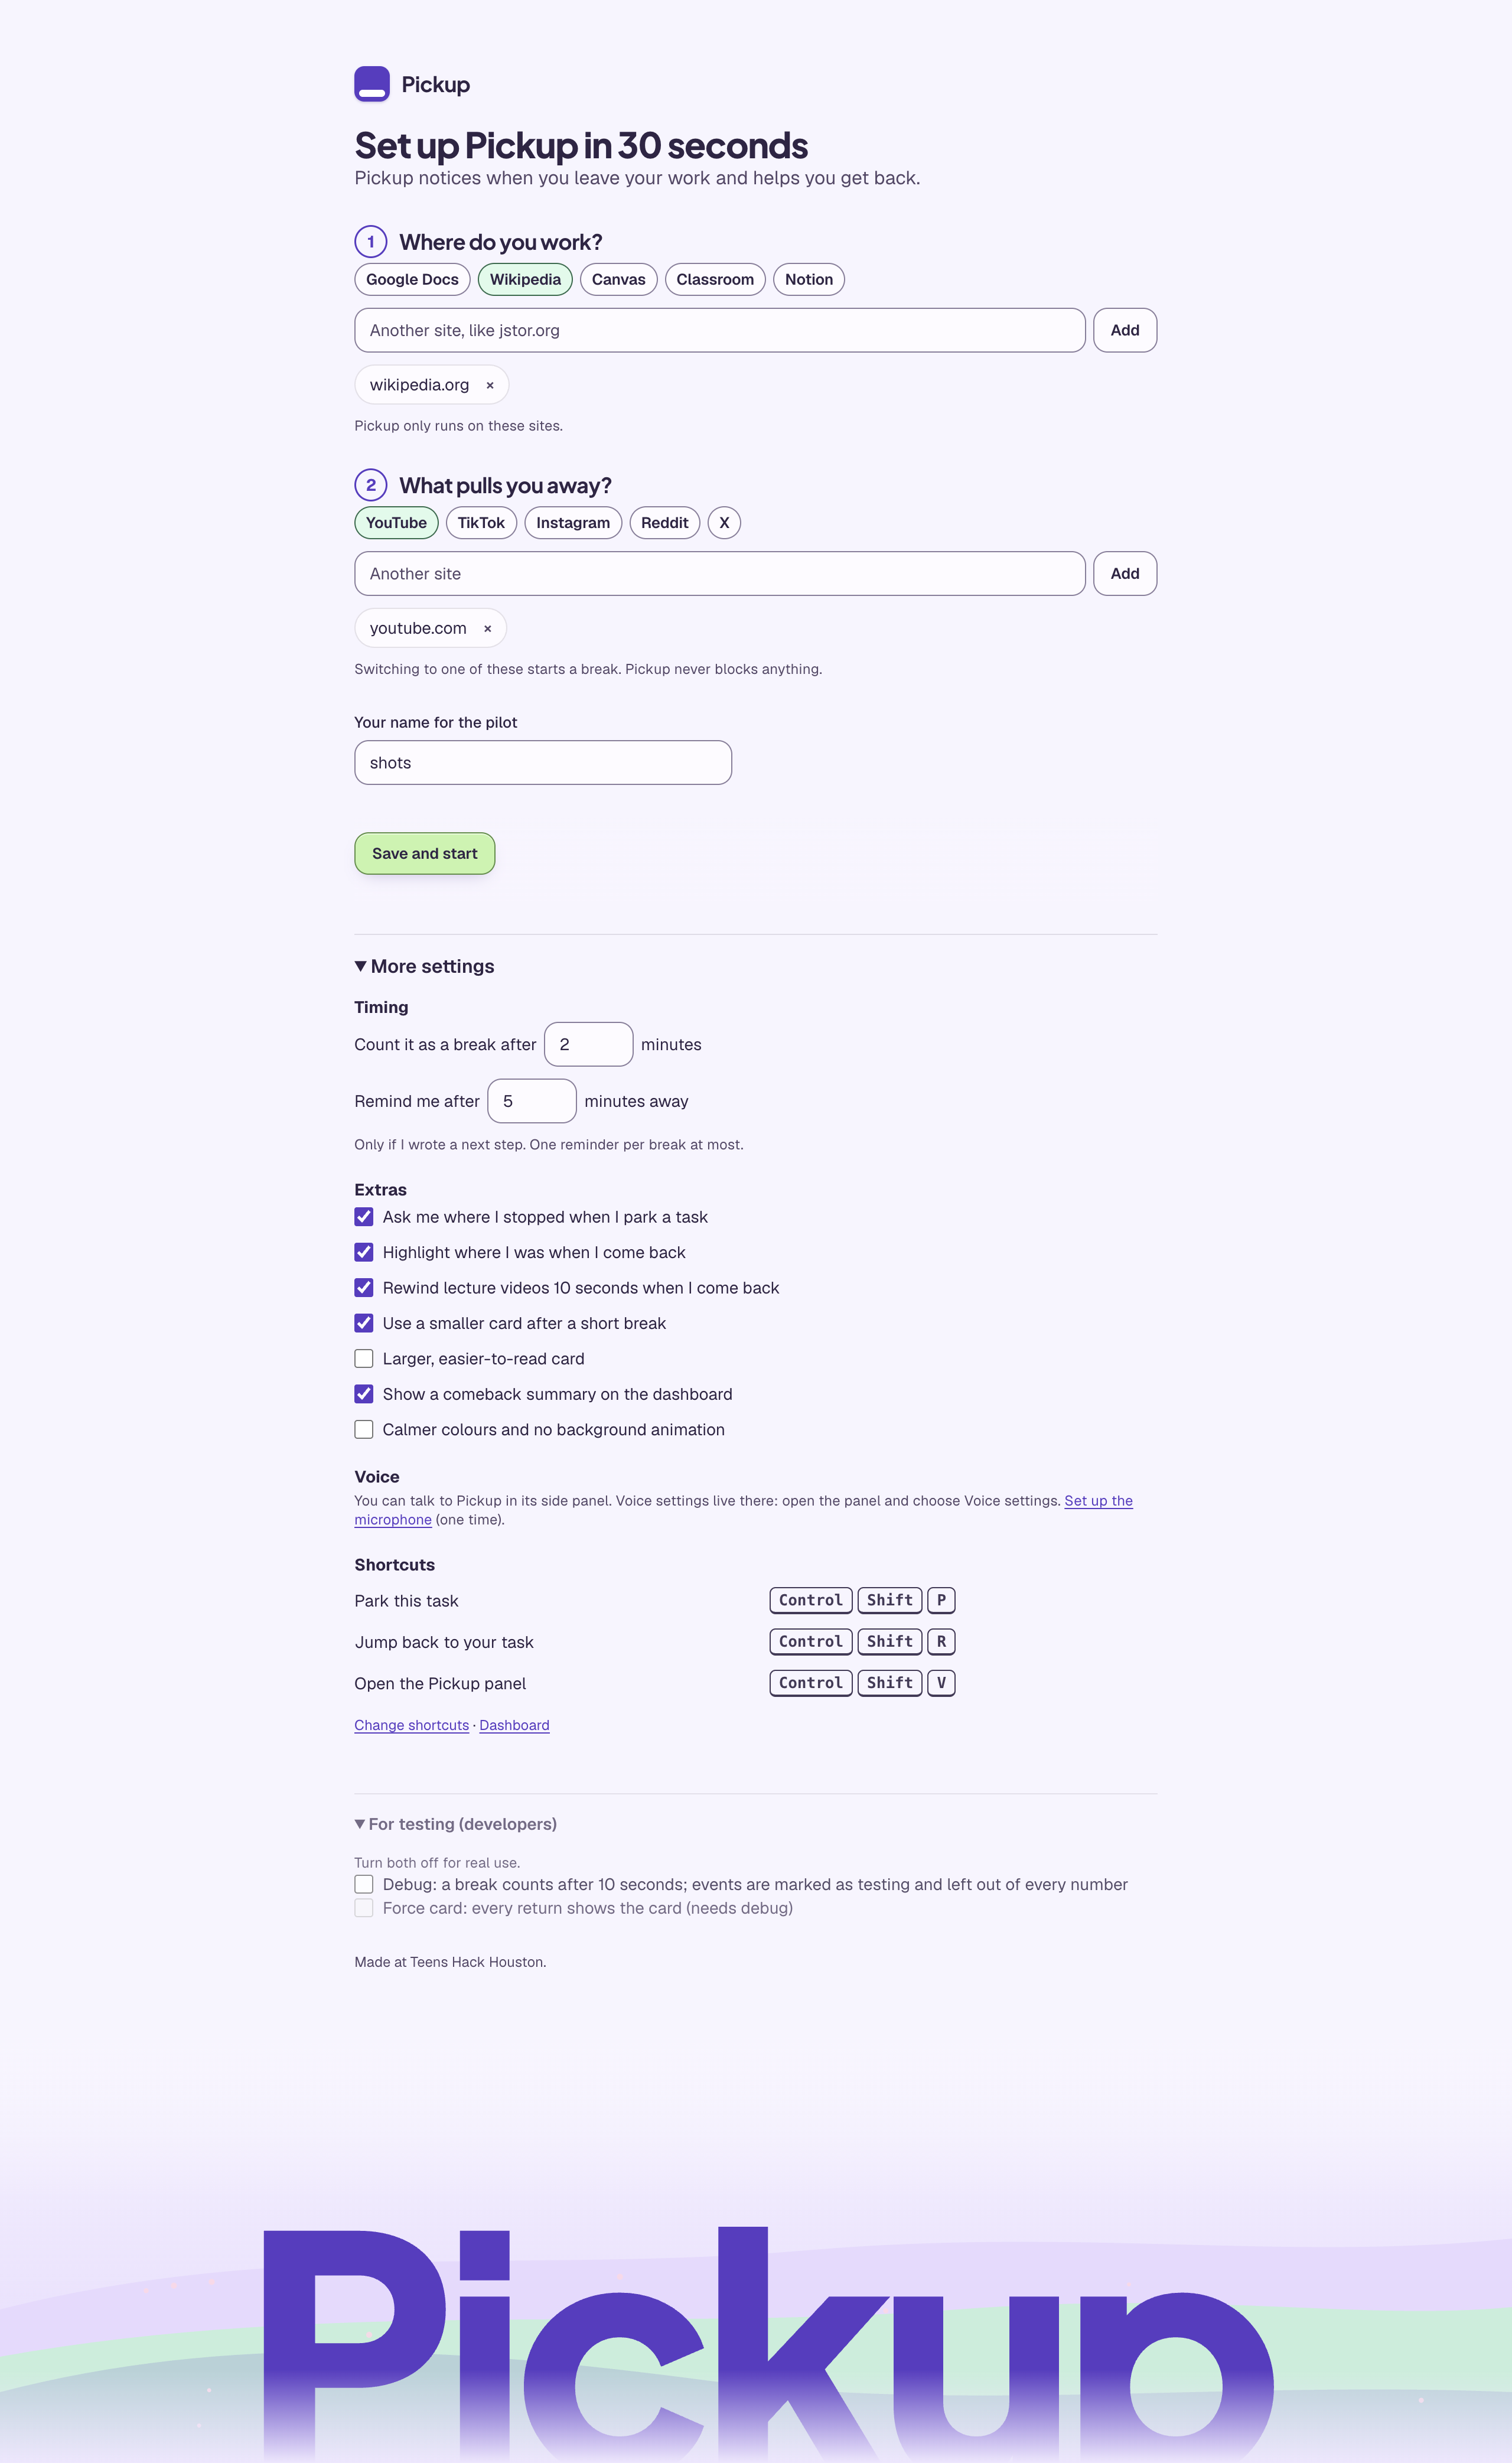 Pickup
Set up Pickup in 30 seconds
Pickup notices when you leave your work and helps you get back.
1 Where do you work?
Google Docs Wikipedia Canvas Classroom Notion
Another site, like jstor.org Add
wikipedia.org ×
Pickup only runs on these sites.
2 What pulls you away?
YouTube TikTok Instagram Reddit X
Another site Add
youtube.com ×
Switching to one of these starts a break. Pickup never blocks anything.
Your name for the pilot
shots
Save and start
▼ More settings
Timing
Count it as a break after 2 minutes
Remind me after 5 minutes away
Only if I wrote a next step. One reminder per break at most.
Extras
Ask me where I stopped when I park a task
Highlight where I was when I come back
Rewind lecture videos 10 seconds when I come back
Use a smaller card after a short break
Larger, easier-to-read card
Show a comeback summary on the dashboard
Calmer colours and no background animation
Voice
You can talk to Pickup in its side panel. Voice settings live there: open the panel and choose Voice settings. Set up the
microphone (one time).
Shortcuts
Park this task Control Shift P
Jump back to your task Control Shift R
Open the Pickup panel Control Shift V
Change shortcuts · Dashboard
▼ For testing (developers)
Turn both off for real use.
Debug: a break counts after 10 seconds; events are marked as testing and left out of every number
Force card: every return shows the card (needs debug)
Made at Teens Hack Houston.
Pickup